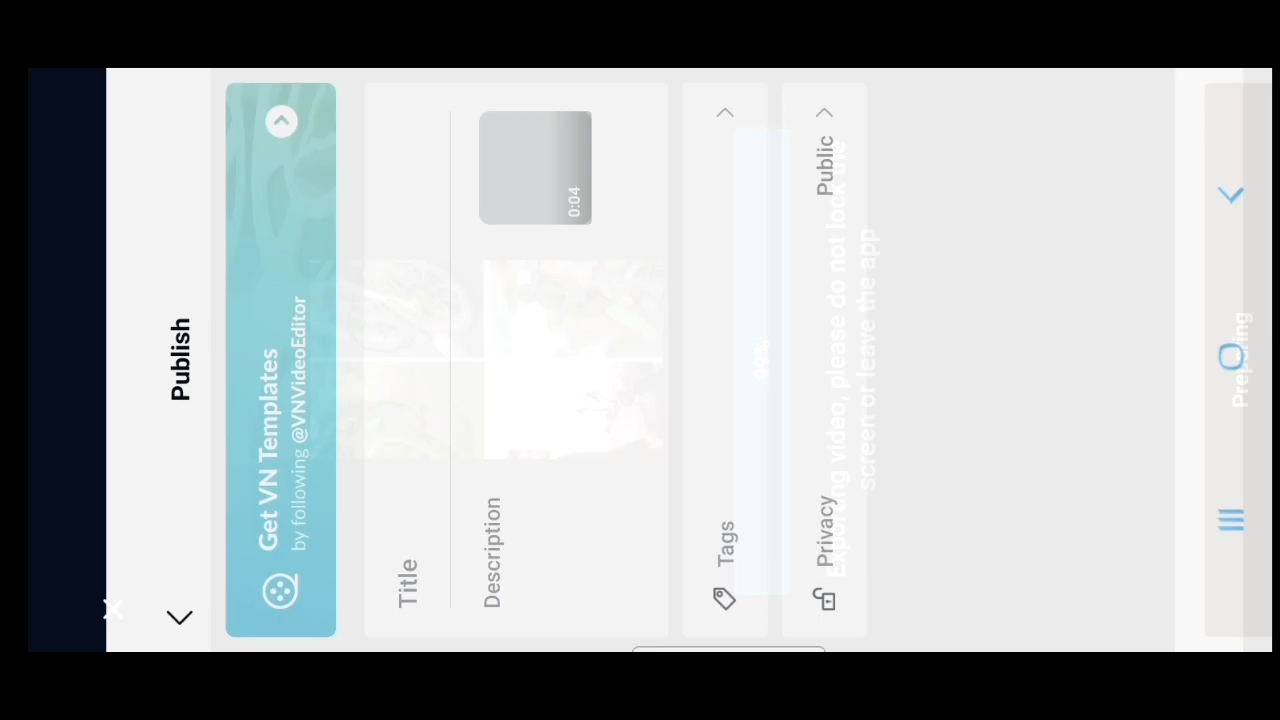 Publish
Get VN Templates
by following @VNVideoEditor
Title
Description
0:04
Tags
Privacy
Public
Exporting video, please do not lock the
screen or leave the app
Preparing